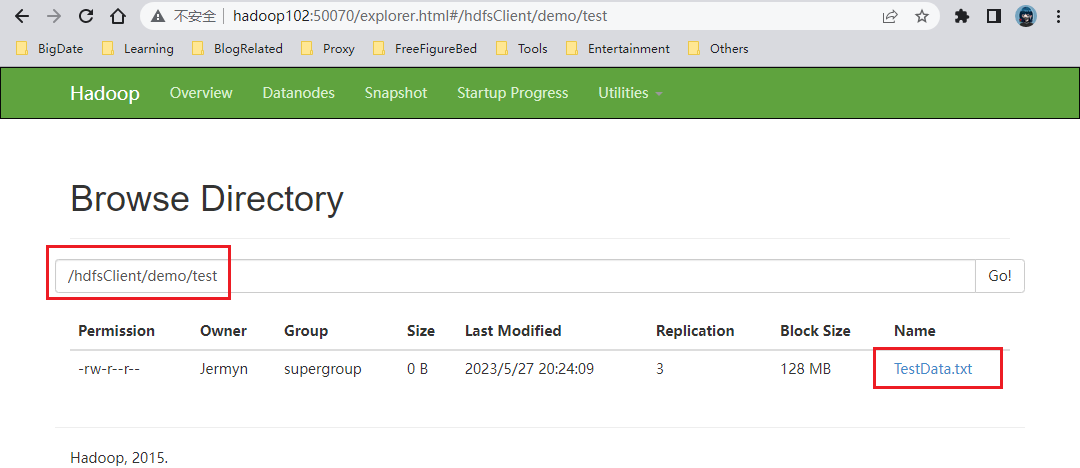 不安全 hadoop102:50070/explorer.html#/hdfsClient/demo/test
BigDate Learning BlogRelated Proxy FreeFigureBed Tools Entertainment Others
Hadoop Overview Datanodes Snapshot Startup Progress Utilities
Browse Directory
/hdfsClient/demo/test Go!
Permission Owner Group Size Last Modified Replication Block Size Name
-rw-r--r-- Jermyn supergroup 0 B 2023/5/27 20:24:09 3 128 MB TestData.txt
Hadoop, 2015.